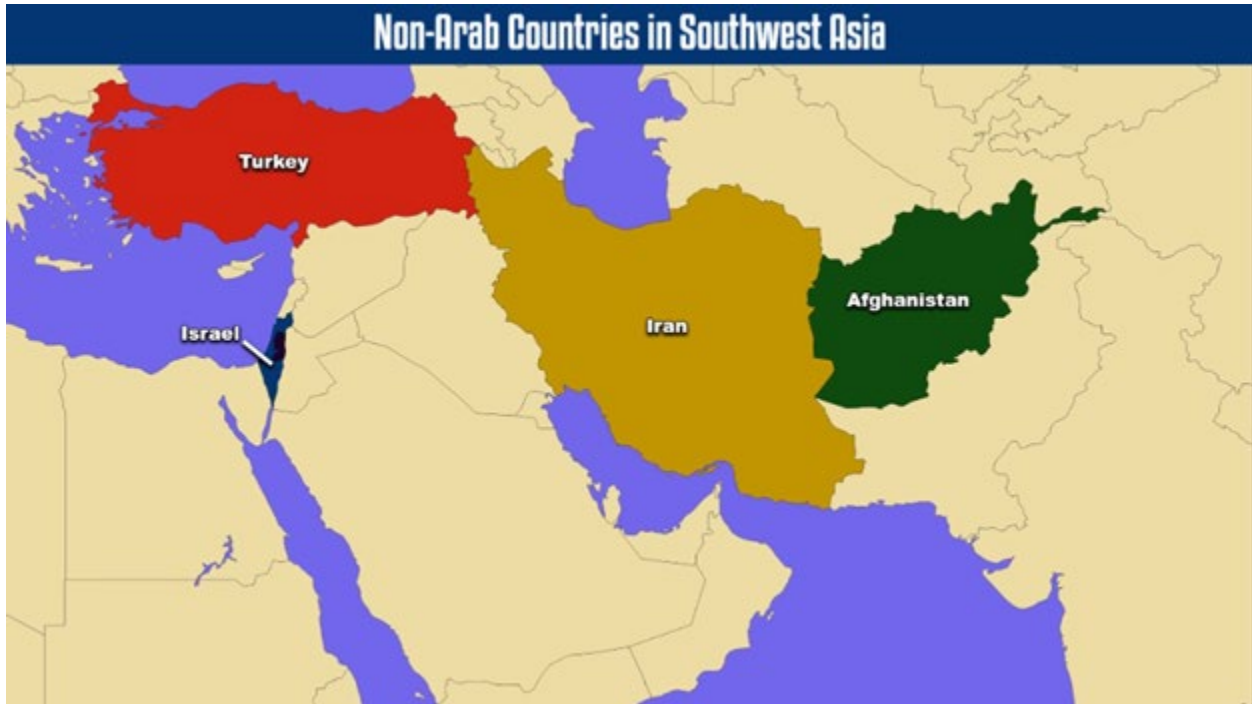 Non-Arab Countries in Southwest Asia
Turkey
Afghanistan
Iran
Israel